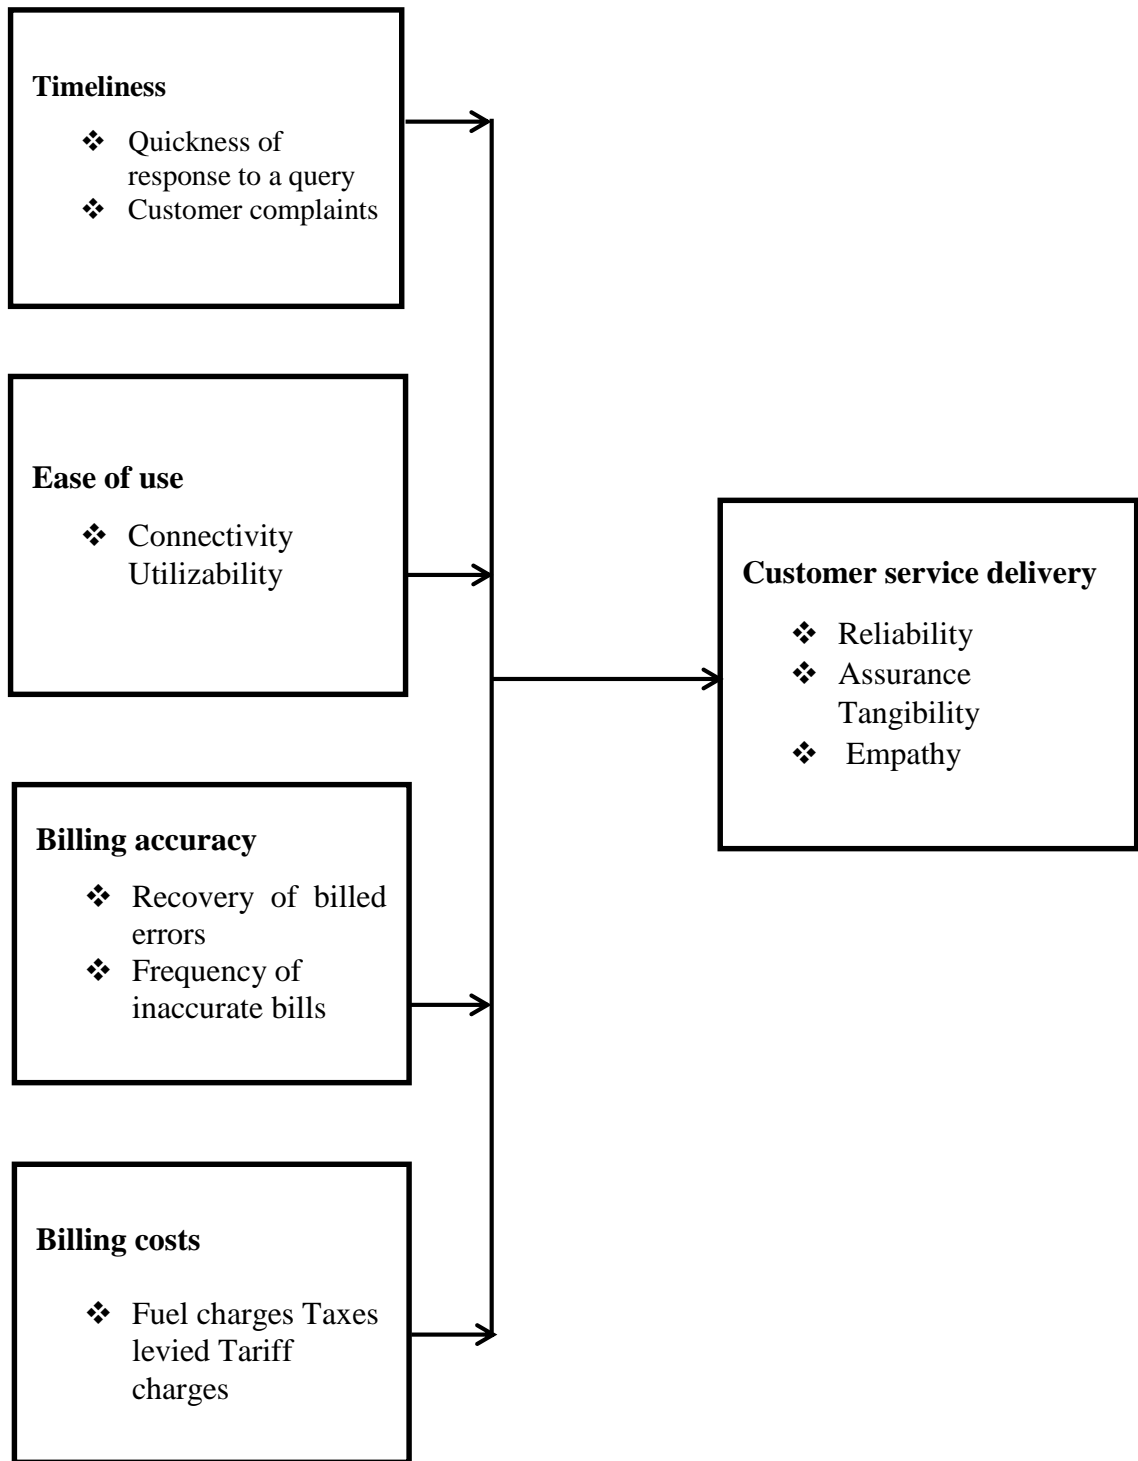 Timeliness
❖ Quickness of
response to a query
❖ Customer complaints
Ease of use
❖ Connectivity
Utilizability
Customer service delivery
❖ Reliability
❖ Assurance
Tangibility
❖ Empathy
Billing accuracy
❖ Recovery of billed
errors
❖ Frequency of
inaccurate bills
Billing costs
❖ Fuel charges Taxes
levied Tariff
charges